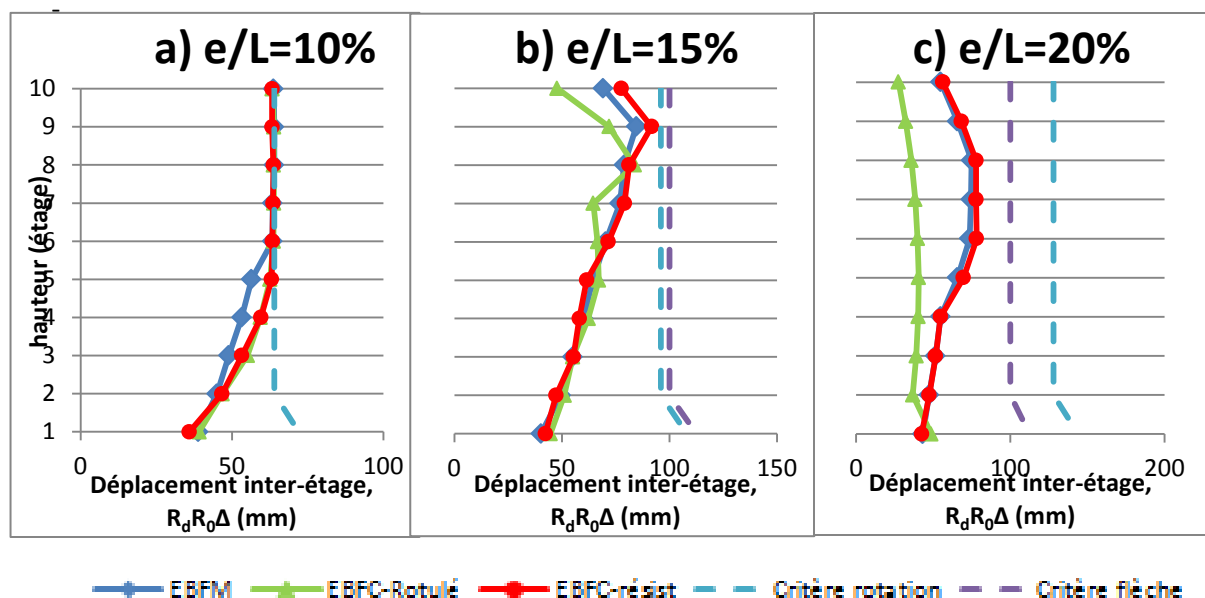 a) e/L=10%
b) e/L=15%
c) e/L=20%
hauteur (étage)
10
9
8
7
6
5
4
3
2
1
0 50 100
0 50 100 150
0 100 200
Déplacement inter-étage,
RdR0Δ (mm)
Déplacement inter-étage,
RdR0Δ (mm)
Déplacement inter-étage,
RdR0Δ (mm)
EBFM EBFC-Rotulé EBFC-résist Critère rotation Critère flèche